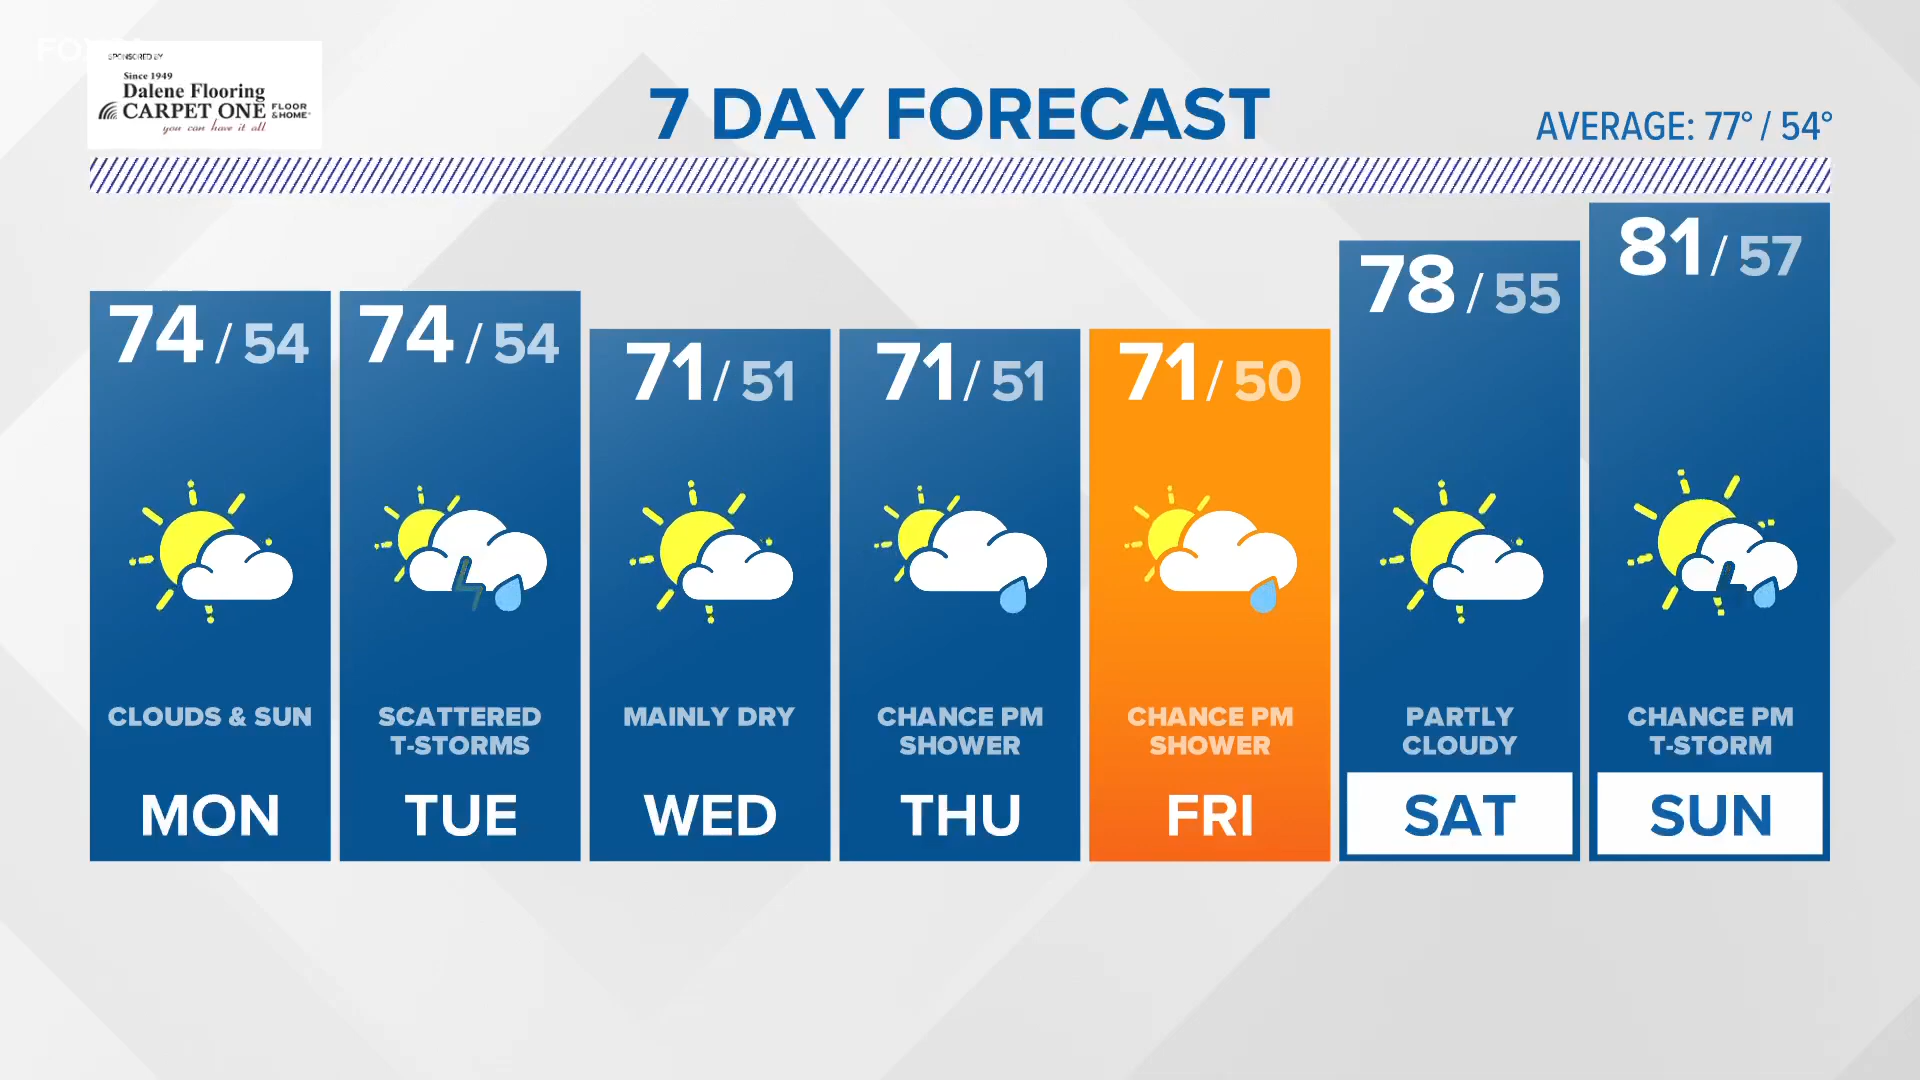 FOX
SPONSORED BY
Since 1949
Dalene Flooring
CARPET ONE FLOOR & HOME
you can have it all
7 DAY FORECAST
AVERAGE: 77° / 54°
74 / 54
CLOUDS & SUN
MON
74 / 54
SCATTERED
T-STORMS
TUE
71 / 51
MAINLY DRY
WED
71 / 51
CHANCE PM
SHOWER
THU
71 / 50
CHANCE PM
SHOWER
FRI
78 / 55
PARTLY
CLOUDY
SAT
81 / 57
CHANCE PM
T-STORM
SUN